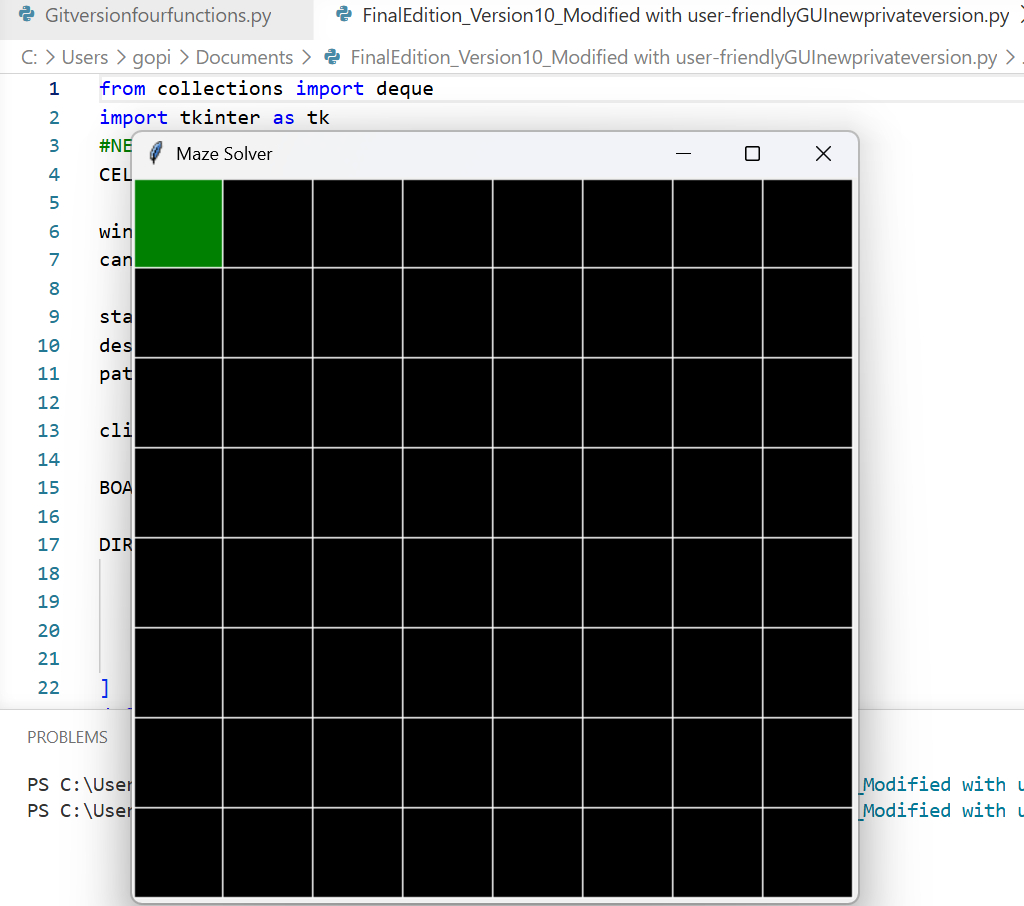 Gitversionfourfunctions.py
FinalEdition_Version10_Modified with user-friendlyGUInewprivateversion.py
C: > Users > gopi > Documents > FinalEdition_Version10_Modified with user-friendlyGUInewprivateversion.py > .
1 from collections import deque
2 import tkinter as tk
3 #NE
Maze Solver
4 CEL
5
6 win
7 can
8
9 sta
10 des
11 pat
12
13 cli
14
15 BOA
16
17 DIR
18
19
20
21
22 ]
PROBLEMS
PS C:\User _Modified with u
PS C:\User _Modified with u